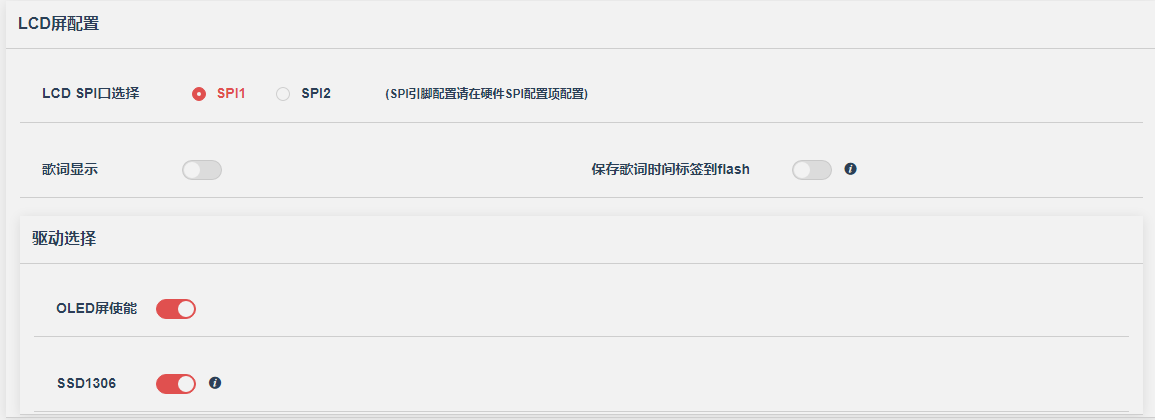 LCD屏配置
LCD SPI口选择 SPI1 SPI2 (SPI引脚配置请在硬件SPI配置项配置)
歌词显示 保存歌词时间标签到flash
驱动选择
OLED屏使能
SSD1306